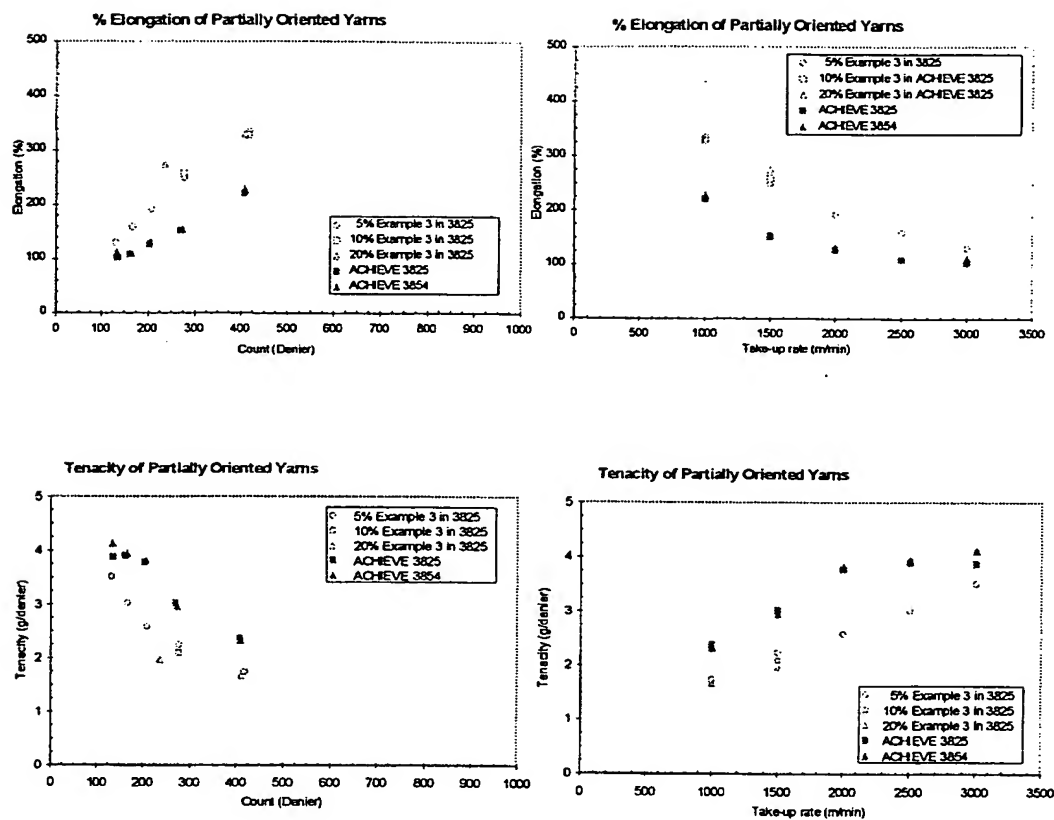 % Elongation of Partially Oriented Yarns
500
400
300
200
100
0
Elongation (%)
5% Example 3 in 3825
10% Example 3 in 3825
20% Example 3 in 3825
ACHIEVE 3825
ACHIEVE 3854
0 100 200 300 400 500 600 700 800 900 1000
Count (Denier)
% Elongation of Partially Oriented Yarns
500
400
300
200
100
0
Elongation (%)
5% Example 3 in 3825
10% Example 3 in ACHIEVE 3825
20% Example 3 in ACHIEVE 3825
ACHIEVE 3825
ACHIEVE 3854
0 500 1000 1500 2000 2500 3000 3500
Take-up rate (m/min)
Tenacity of Partially Oriented Yarns
5
4
3
2
1
0
Tenacity (g/denier)
5% Example 3 in 3825
10% Example 3 in 3825
20% Example 3 in 3825
ACHIEVE 3825
ACHIEVE 3854
0 100 200 300 400 500 600 700 800 900 1000
Count (Denier)
Tenacity of Partially Oriented Yarns
5
4
3
2
1
0
Tenacity (g/denier)
5% Example 3 in 3825
10% Example 3 in 3825
20% Example 3 in 3825
ACHIEVE 3825
ACHIEVE 3854
0 500 1000 1500 2000 2500 3000 3500
Take-up rate (m/min)